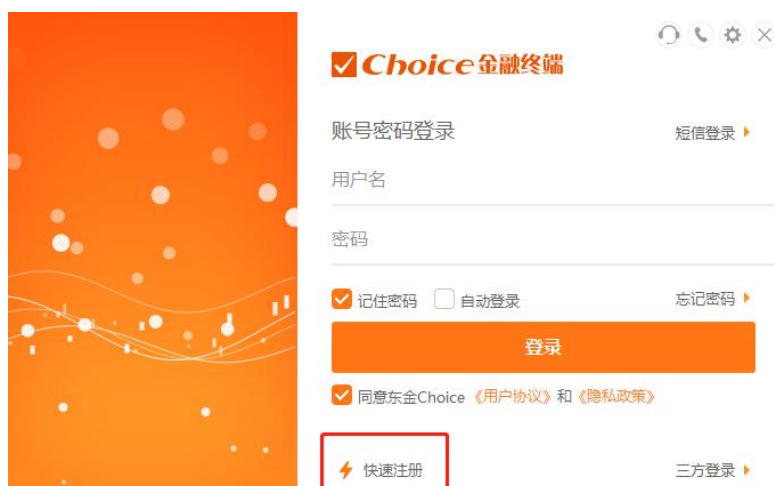 Choice金融终端
账号密码登录 短信登录
用户名
密码
记住密码 自动登录 忘记密码
登录
同意东金Choice《用户协议》和《隐私政策》
快速注册 三方登录